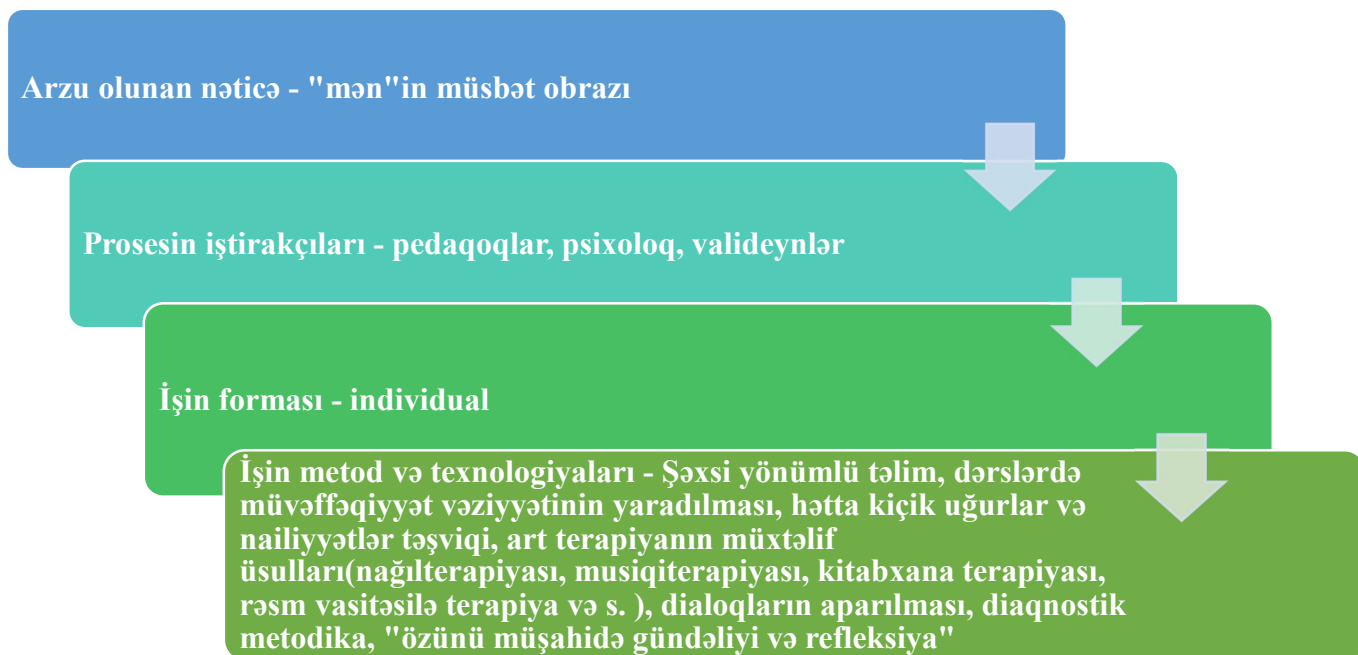 Arzu olunan nəticə - "mən"in müsbət obrazı
Prosesin iştirakçıları - pedaqoqlar, psixoloq, valideynlər
İşin forması - individual
İşin metod və texnologiyaları - Şəxsi yönümlü təlim, dərslərdə
müvəffəqiyyət vəziyyətinin yaradılması, hətta kiçik uğurlar və
nailiyyətlər təşviqi, art terapiyanın müxtəlif
üsulları(nağılterapiyası, musiqiterapiyası, kitabxana terapiyası,
rəsm vasitəsilə terapiya və s. ), dialoqların aparılması, diaqnostik
metodika, "özünü müşahidə gündəliyi və refleksiya"